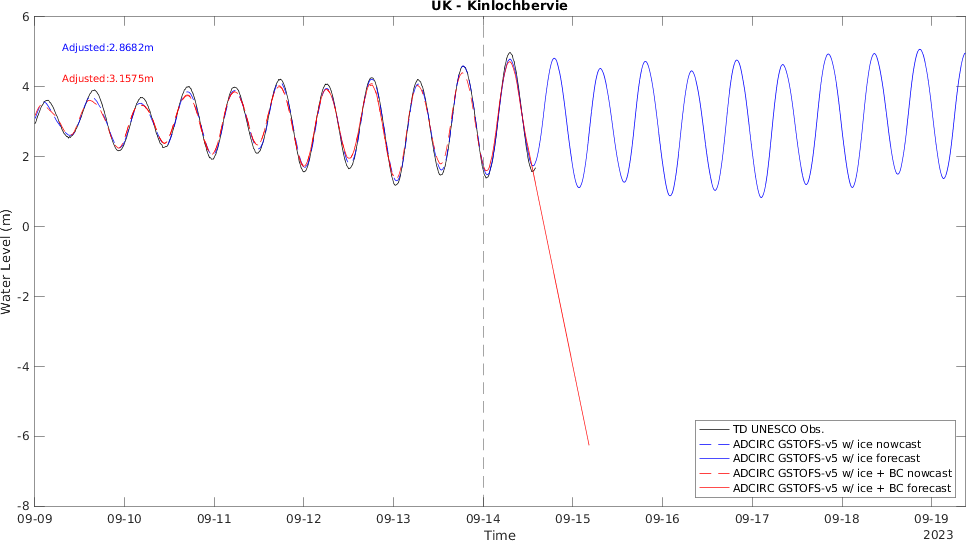 UK - Kinlochbervie
Adjusted:2.8682m
Adjusted:3.1575m
6
4
2
0
-2
-4
-6
-8
Water Level (m)
TD UNESCO Obs.
ADCIRC GSTOFS-v5 w/ ice nowcast
ADCIRC GSTOFS-v5 w/ ice forecast
ADCIRC GSTOFS-v5 w/ ice + BC nowcast
ADCIRC GSTOFS-v5 w/ ice + BC forecast
09-09 09-10 09-11 09-12 09-13 09-14 09-15 09-16 09-17 09-18 09-19
Time
2023